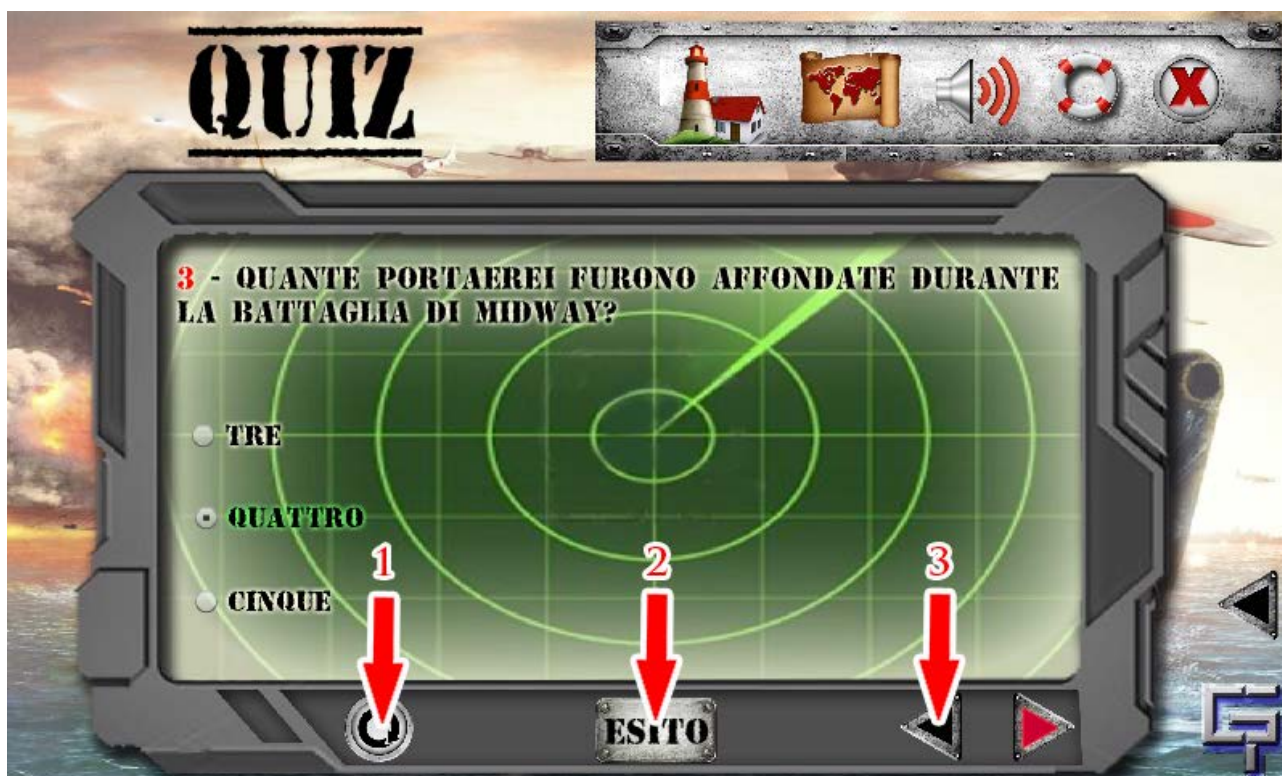 QUIZ
X
3 - QUANTE PORTAEREI FURONO AFFONDATE DURANTE
LA BATTAGLIA DI MIDWAY?
TRE
QUATTRO
CINQUE
1
2
3
ESITO